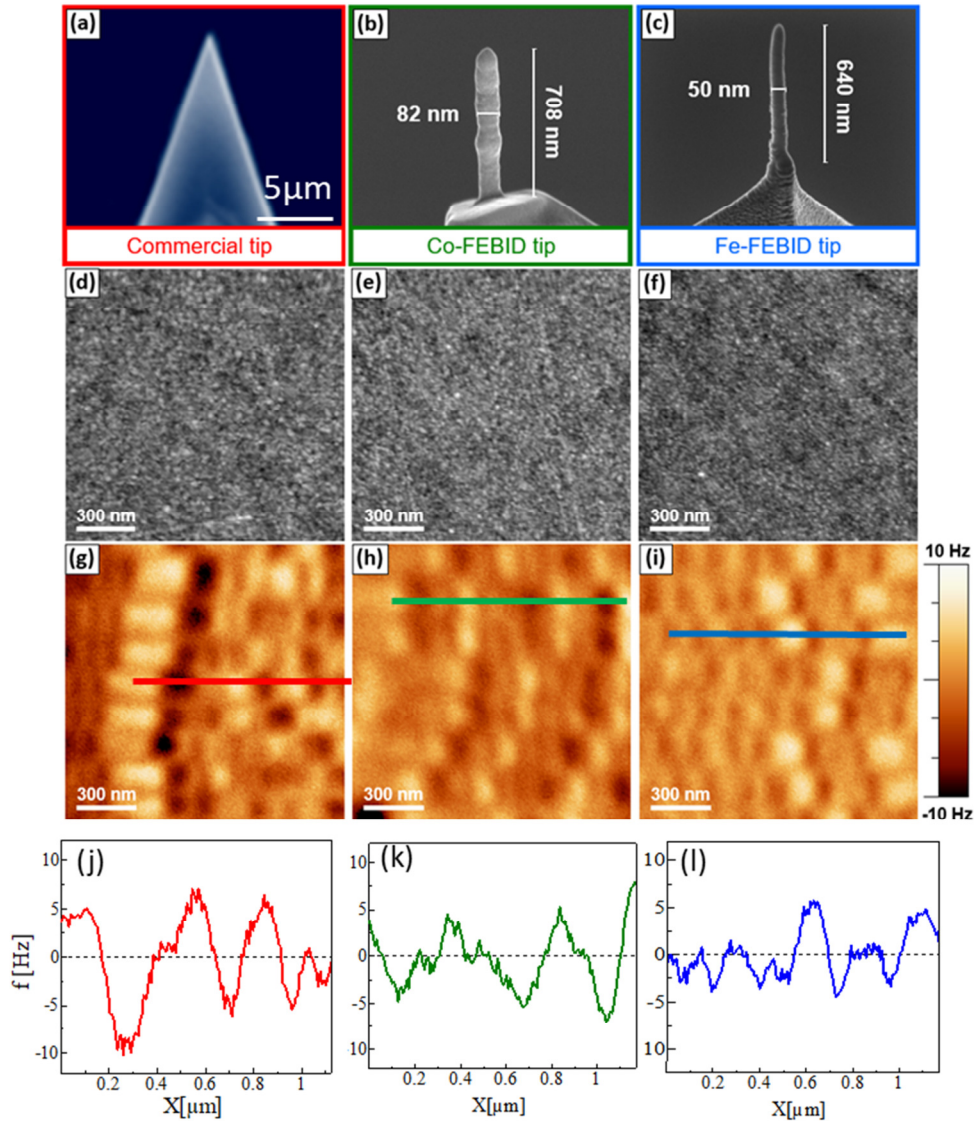 (a)
5μm
Commercial tip
(b)
82 nm
708 nm
Co-FEBID tip
(c)
50 nm
640 nm
Fe-FEBID tip
(d)
300 nm
(e)
300 nm
(f)
300 nm
(g)
300 nm
(h)
300 nm
(i)
300 nm
10 Hz
-10 Hz
(j)
10
5
0
-5
-10
f [Hz]
0.2
0.4
0.6
0.8
1
X[μm]
(k)
10
5
0
-5
10
0.2
0.4
0.6
0.8
1
X[μm]
(l)
10
5
0
-5
10
0.2
0.4
0.6
0.8
1
X[μm]